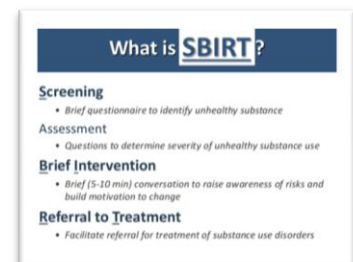 What is SBIRT?
Screening
• Brief questionnaire to identify unhealthy substance
Assessment
• Questions to determine severity of unhealthy substance use
Brief Intervention
• Brief (5-10 min) conversation to raise awareness of risks and
build motivation to change
Referral to Treatment
• Facilitate referral for treatment of substance use disorders